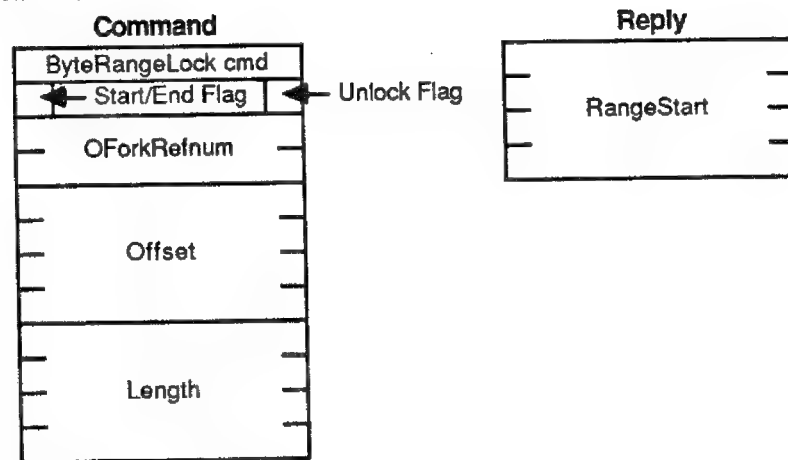 Command
ByteRangeLock cmd
Start/End Flag
Unlock Flag
OForkRefnum
Offset
Length
Reply
RangeStart